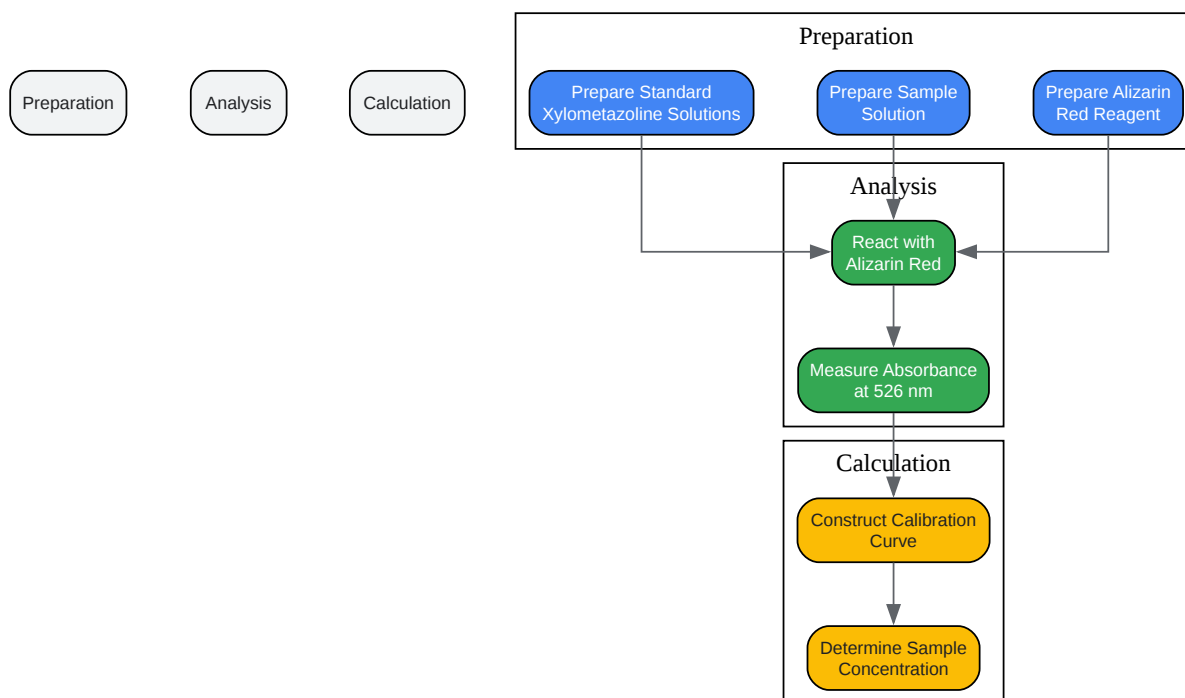 Preparation
Preparation
Analysis
Calculation
Prepare Standard
Xylometazoline Solutions
Prepare Sample
Solution
Prepare Alizarin
Red Reagent
Analysis
React with
Alizarin Red
Measure Absorbance
at 526 nm
Calculation
Construct Calibration
Curve
Determine Sample
Concentration